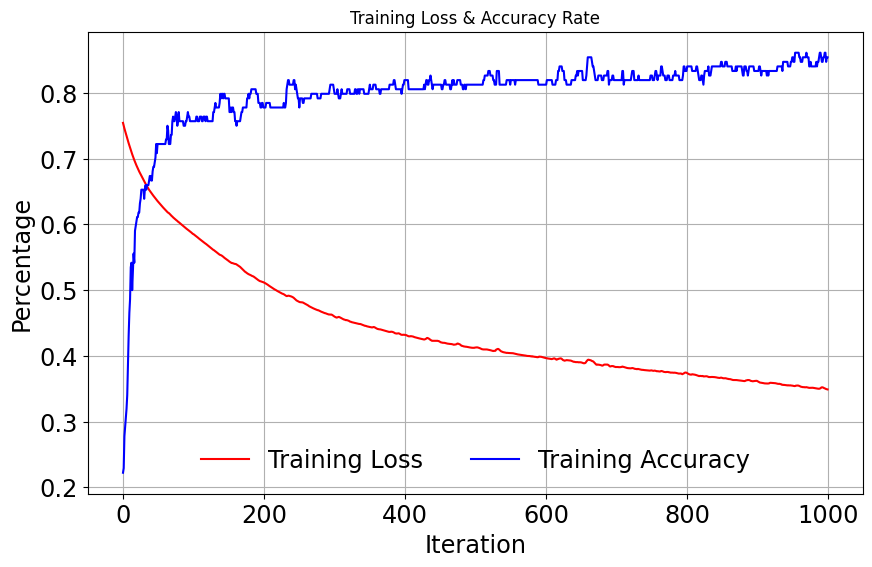 Training Loss & Accuracy Rate
0.8
0.7
0.6
0.5
0.4
0.3
0.2
Percentage
Training Loss Training Accuracy
0 200 400 600 800 1000
Iteration